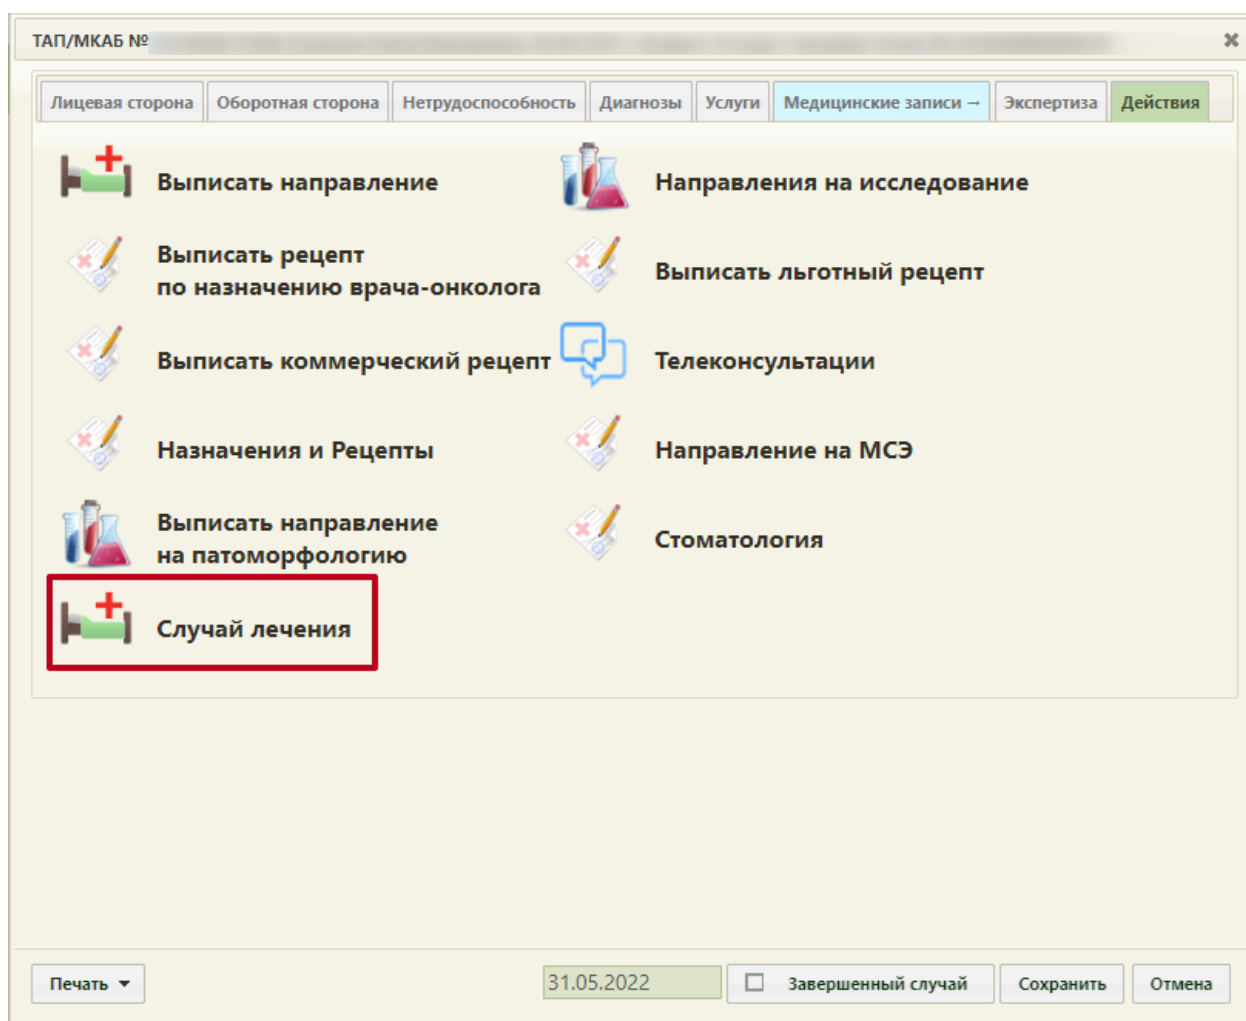 ТАП/МКАБ №
Лицевая сторона Оборотная сторона Нетрудоспособность Диагнозы Услуги Медицинские записи → Экспертиза Действия
Выписать направление Направления на исследование
Выписать рецепт
по назначению врача-онколога
Выписать льготный рецепт
Выписать коммерческий рецепт Телеконсультации
Назначения и Рецепты Направление на МСЭ
Выписать направление
на патоморфологию
Стоматология
Случай лечения
Печать 31.05.2022 Завершенный случай Сохранить Отмена